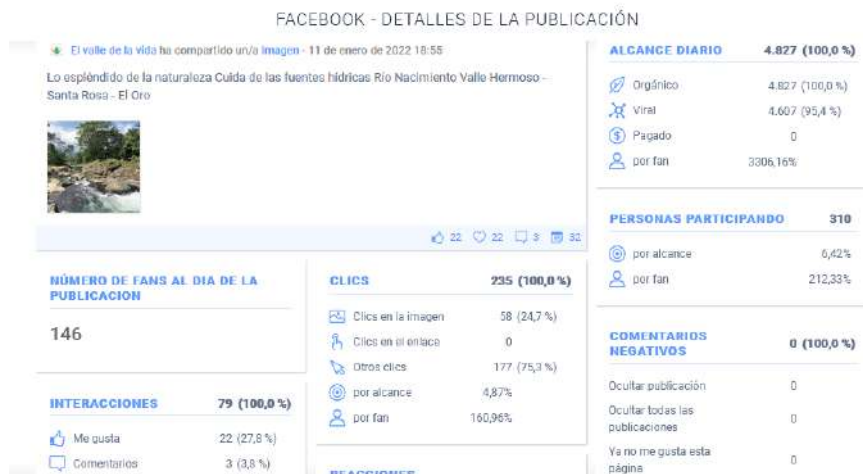 FACEBOOK - DETALLES DE LA PUBLICACIÓN
El valle de la vida ha compartido un/a imagen - 11 de enero de 2022 18:55
Lo espléndido de la naturaleza Cuida de las fuentes hídricas Río Nacimiento Valle Hermoso -
Santa Rosa - El Oro
22 22 3 32
NÚMERO DE FANS AL DIA DE LA
PUBLICACION
146
INTERACCIONES 79 (100,0 %)
Me gusta 22 (27,8 %)
Comentarios 3 (3,8 %)
CLICS 235 (100,0 %)
Clics en la imagen 58 (24,7 %)
Clics en el enlace 0
Otros clics 177 (75,3 %)
por alcance 4,87%
por fan 160,96%
REACCIONES
ALCANCE DIARIO 4.827 (100,0 %)
Orgánico 4.827 (100,0 %)
Viral 4.607 (95,4 %)
Pagado 0
por fan 3306,16%
PERSONAS PARTICIPANDO 310
por alcance 6,42%
por fan 212,33%
COMENTARIOS
NEGATIVOS 0 (100,0 %)
Ocultar publicación 0
Ocultar todas las
publicaciones 0
Ya no me gusta esta
página 0